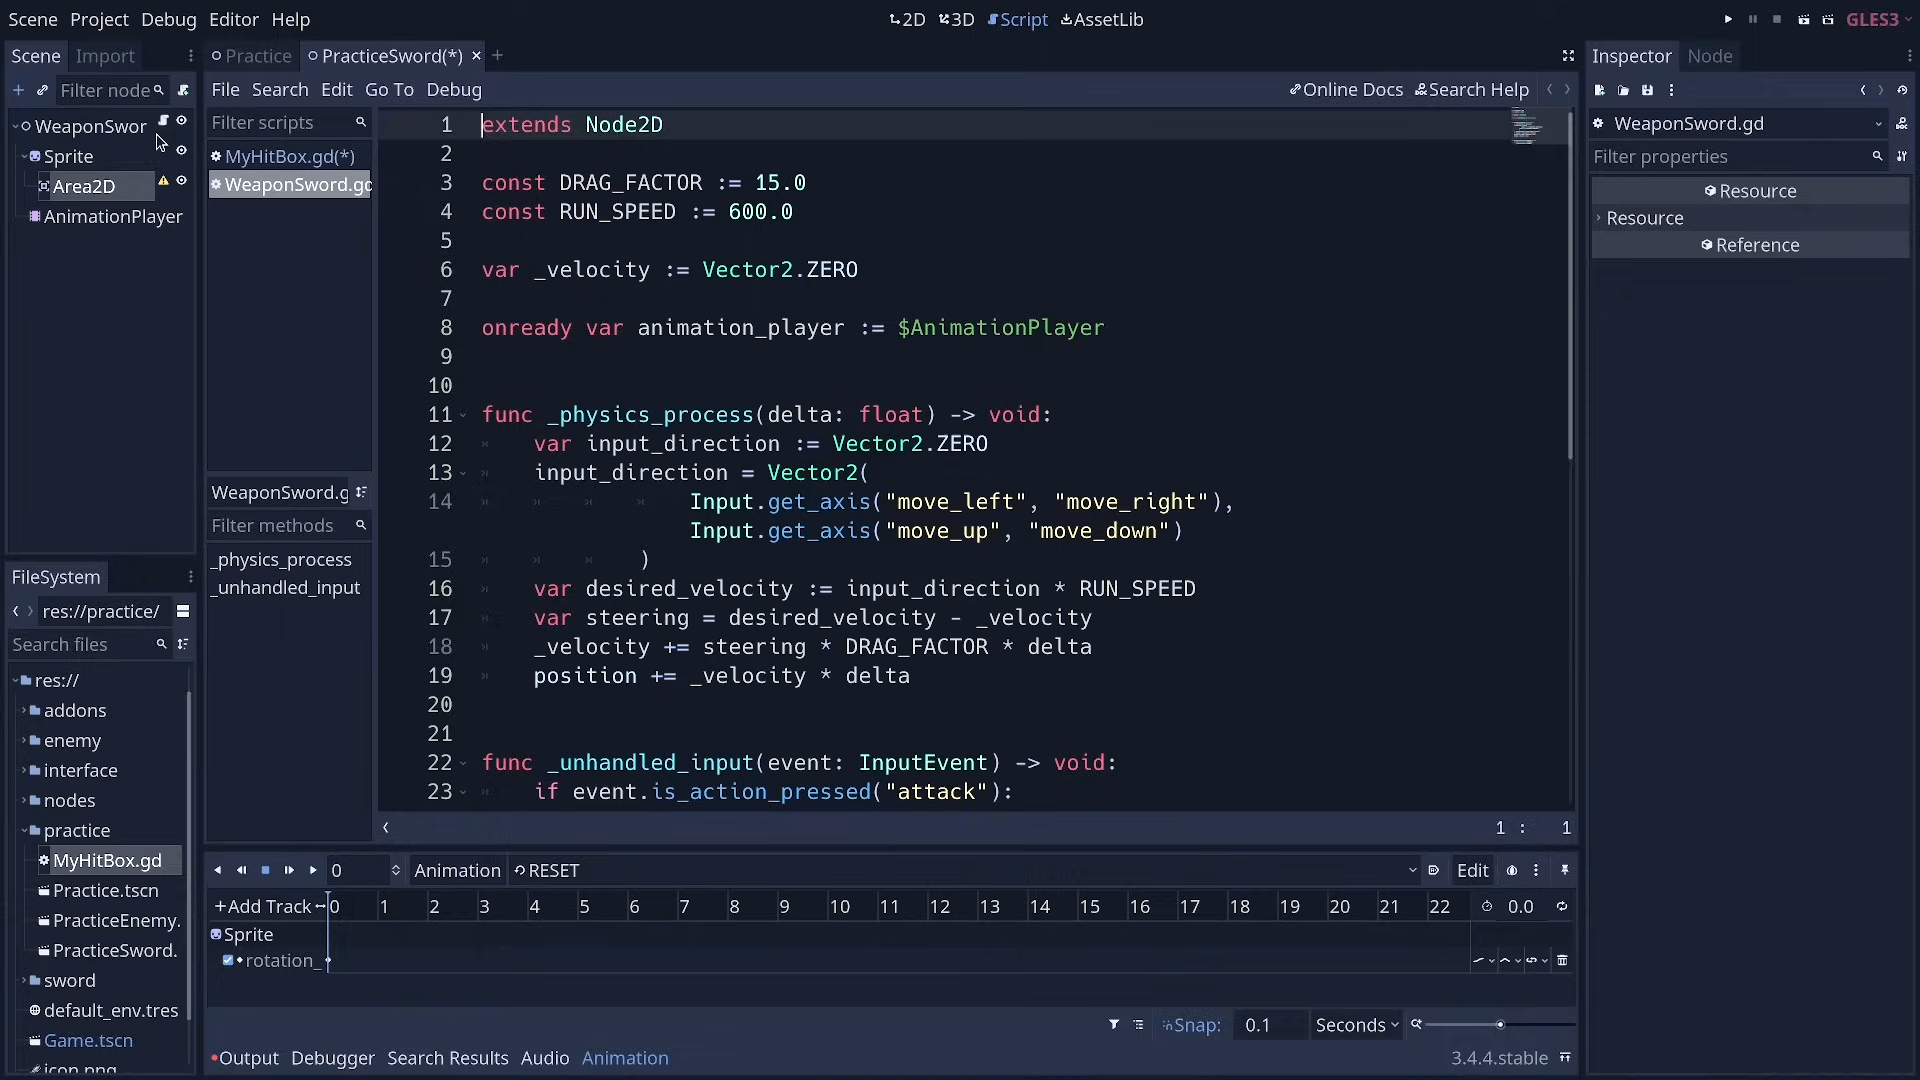 Scene Project Debug Editor Help
2D 3D Script AssetLib
GLES3
Scene Import
Practice PracticeSword(*)
Inspector Node
Filter node
File Search Edit Go To Debug
Online Docs Search Help
WeaponSwor
Sprite
Area2D
AnimationPlayer
Filter scripts
MyHitBox.gd(*)
WeaponSword.gd
WeaponSword.g
Filter methods
_physics_process
_unhandled_input
1 extends Node2D
2
3 const DRAG_FACTOR := 15.0
4 const RUN_SPEED := 600.0
5
6 var _velocity := Vector2.ZERO
7
8 onready var animation_player := $AnimationPlayer
9
10
11 func _physics_process(delta: float) -> void:
12 var input_direction := Vector2.ZERO
13 input_direction = Vector2(
14 Input.get_axis("move_left", "move_right"),
Input.get_axis("move_up", "move_down")
15 )
16 var desired_velocity := input_direction * RUN_SPEED
17 var steering = desired_velocity - _velocity
18 _velocity += steering * DRAG_FACTOR * delta
19 position += _velocity * delta
20
21
22 func _unhandled_input(event: InputEvent) -> void:
23 if event.is_action_pressed("attack"):
1 : 1
WeaponSword.gd
Filter properties
Resource
Resource
Reference
FileSystem
res://practice/
Search files
res://
addons
enemy
interface
nodes
practice
MyHitBox.gd
Practice.tscn
PracticeEnemy.
PracticeSword.
sword
default_env.tres
Game.tscn
icon.png
0 Animation RESET Edit
+Add Track 0 1 2 3 4 5 6 7 8 9 10 11 12 13 14 15 16 17 18 19 20 21 22 0.0
Sprite
rotation_
Snap: 0.1 Seconds
Output Debugger Search Results Audio Animation
3.4.4.stable